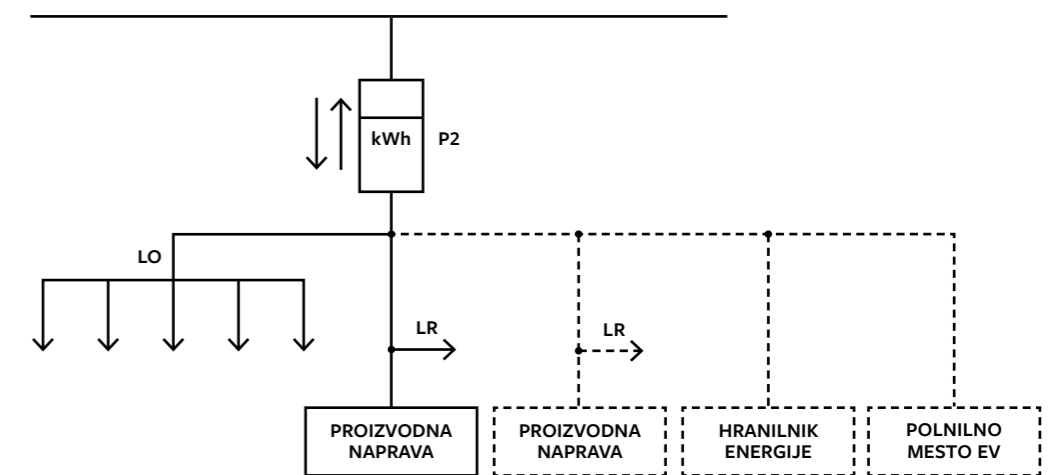 kWh
P2
LO
LR
LR
PROIZVODNA
NAPRAVA
PROIZVODNA
NAPRAVA
HRANILNIK
ENERGIJE
POLNILNO
MESTO EV